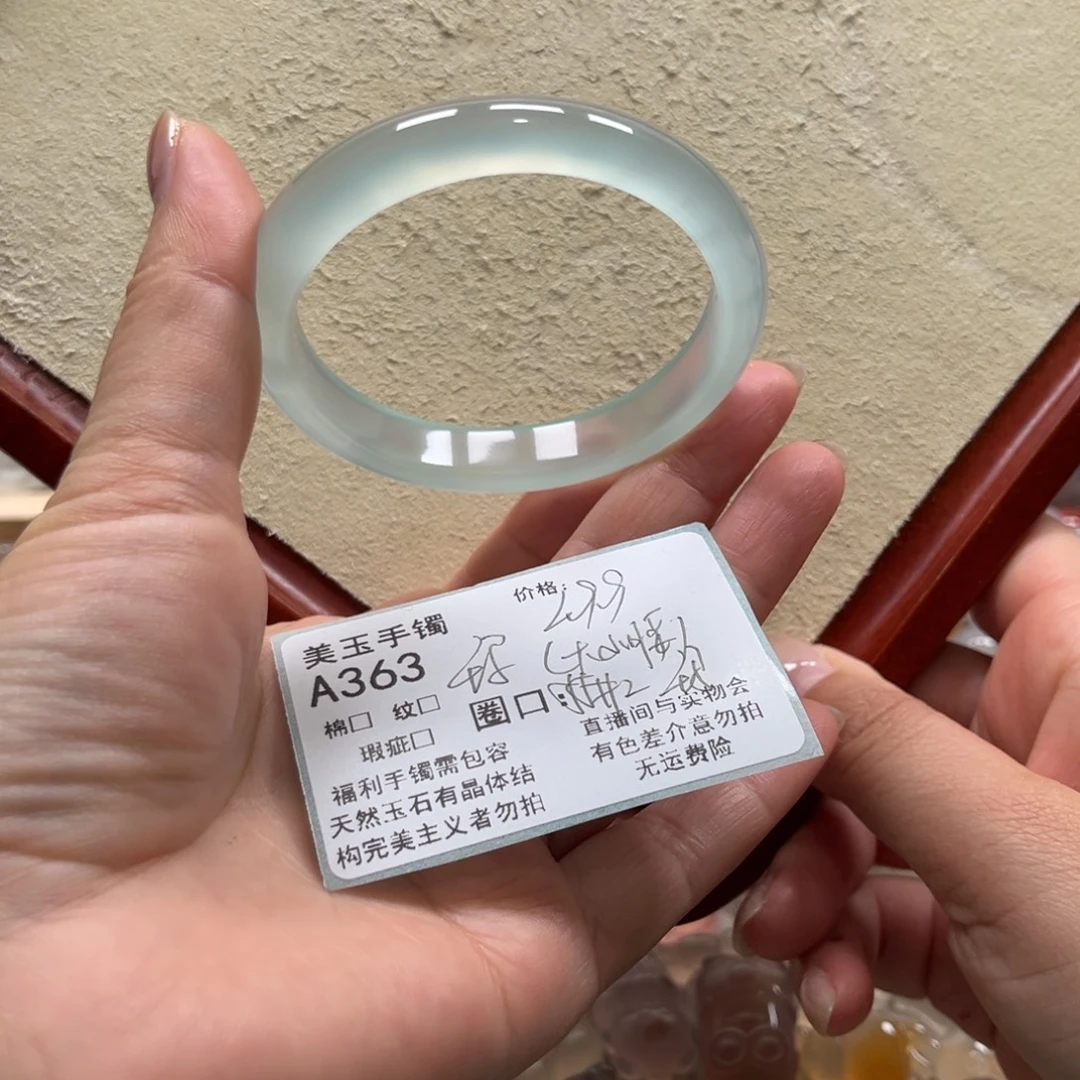 价格:
美玉手镯
A363
棉□ 纹□ 圈口:
瑕疵□
直播间与实物会
福利手镯需包容
有色差介意勿拍
天然玉石有晶体结
无运费险
构完美主义者勿拍